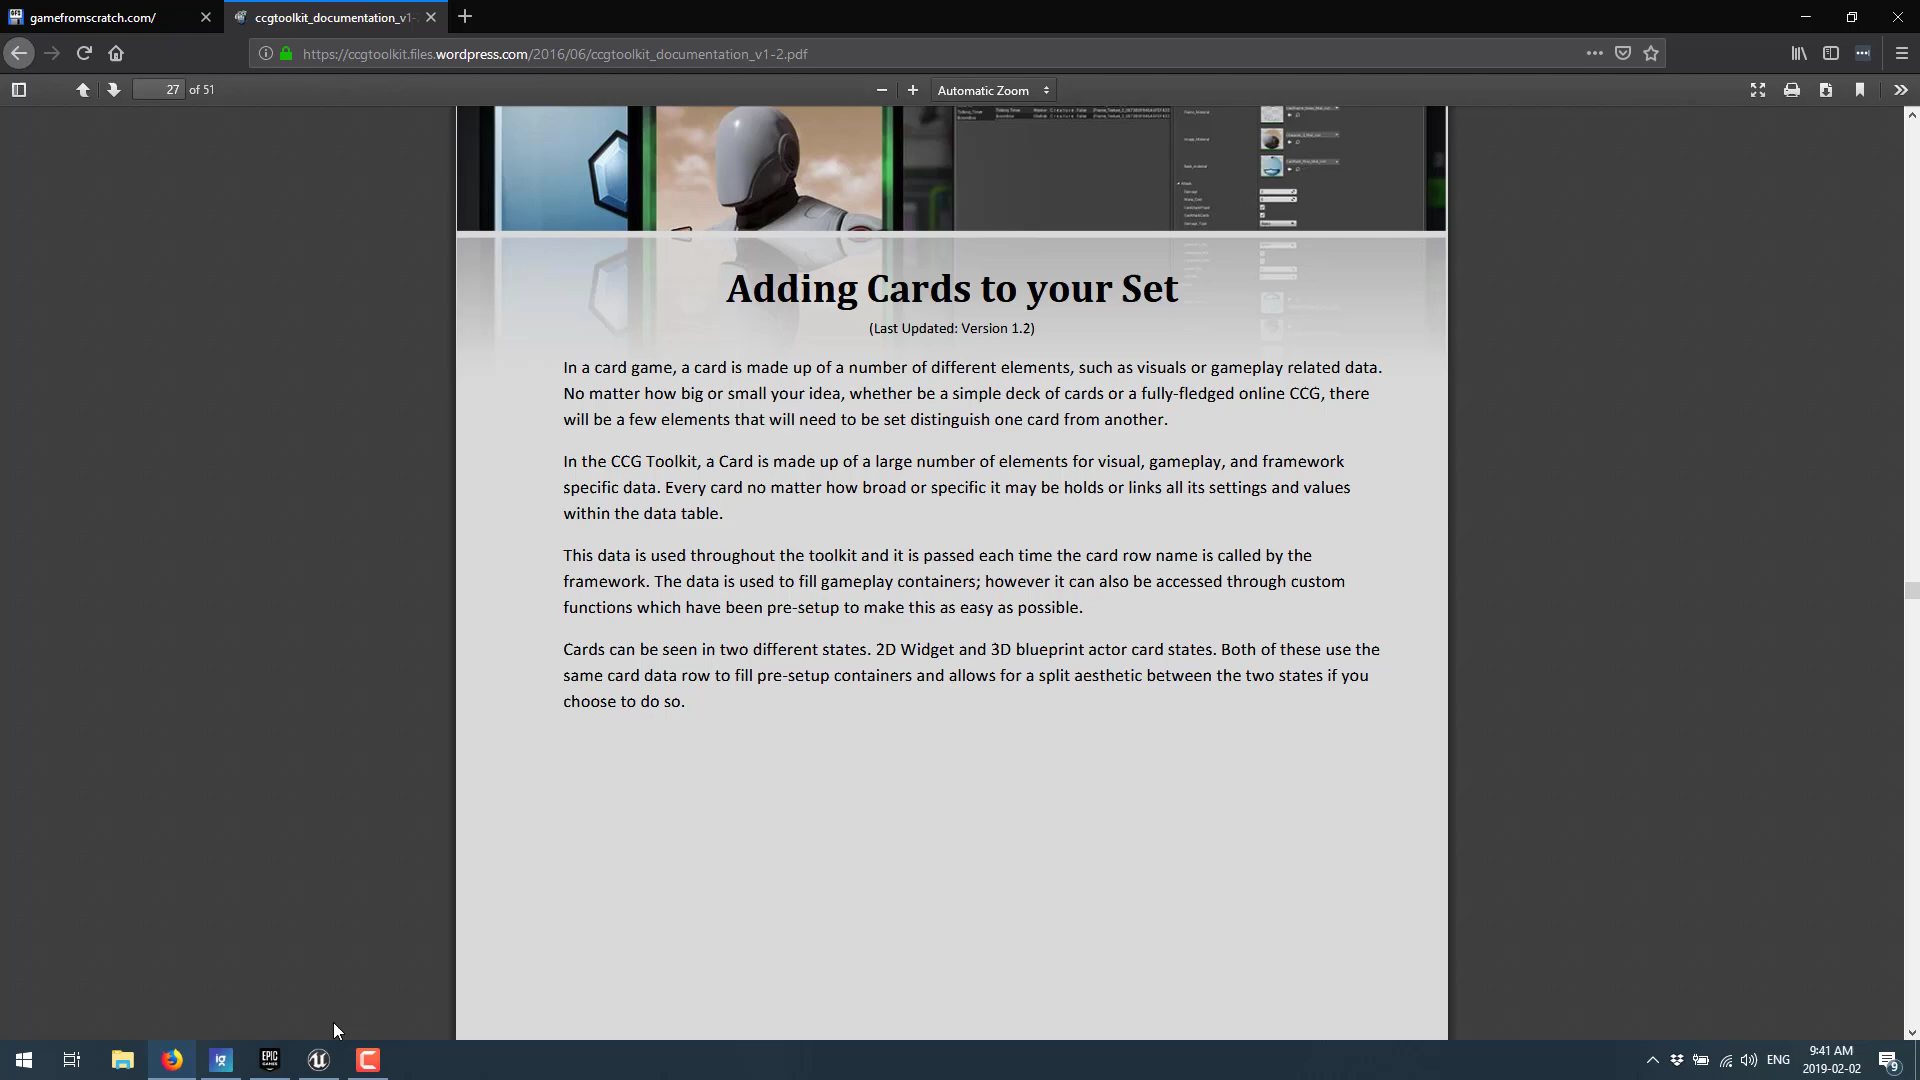 gamefromscratch.com/
ccgtoolkit_documentation_v1-
https://ccgtoolkit.files.wordpress.com/2016/06/ccgtoolkit_documentation_v1-2.pdf
27 of 51
Automatic Zoom
Adding Cards to your Set
(Last Updated: Version 1.2)
In a card game, a card is made up of a number of different elements, such as visuals or gameplay related data.
No matter how big or small your idea, whether be a simple deck of cards or a fully-fledged online CCG, there
will be a few elements that will need to be set distinguish one card from another.
In the CCG Toolkit, a Card is made up of a large number of elements for visual, gameplay, and framework
specific data. Every card no matter how broad or specific it may be holds or links all its settings and values
within the data table.
This data is used throughout the toolkit and it is passed each time the card row name is called by the
framework. The data is used to fill gameplay containers; however it can also be accessed through custom
functions which have been pre-setup to make this as easy as possible.
Cards can be seen in two different states. 2D Widget and 3D blueprint actor card states. Both of these use the
same card data row to fill pre-setup containers and allows for a split aesthetic between the two states if you
choose to do so.
ig
EPIC
GAMES
ENG
9:41 AM
2019-02-02
9